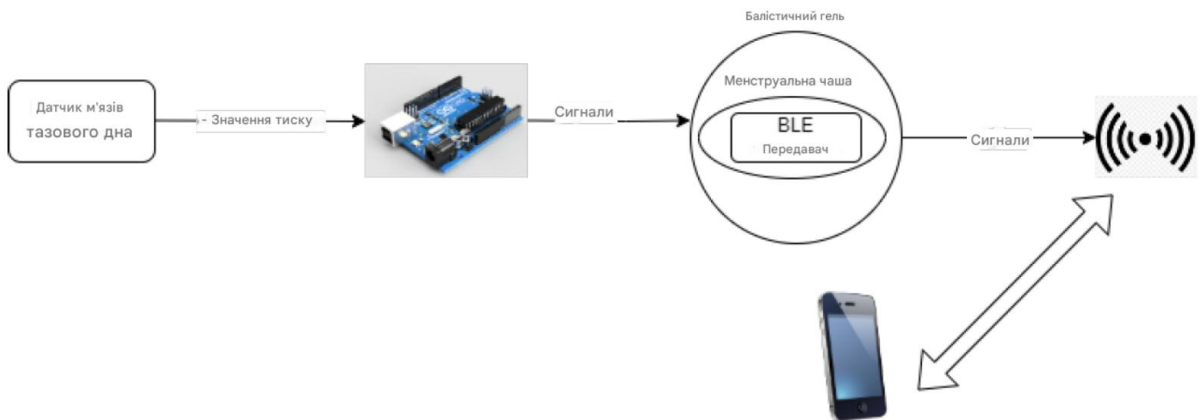 Балістичний гель
Датчик м'язів
тазового дна
- Значення тиску
Сигнали
Менструальна чаша
BLE
Передавач
Сигнали